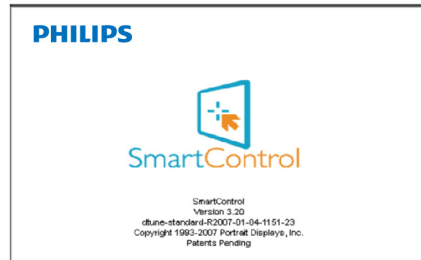 PHILIPS
SmartControl
SmartControl
Version 3.20
dtune-standard-R2007-01-04-1151-23
Copyright 1993-2007 Portrait Displays, Inc.
Patents Pending